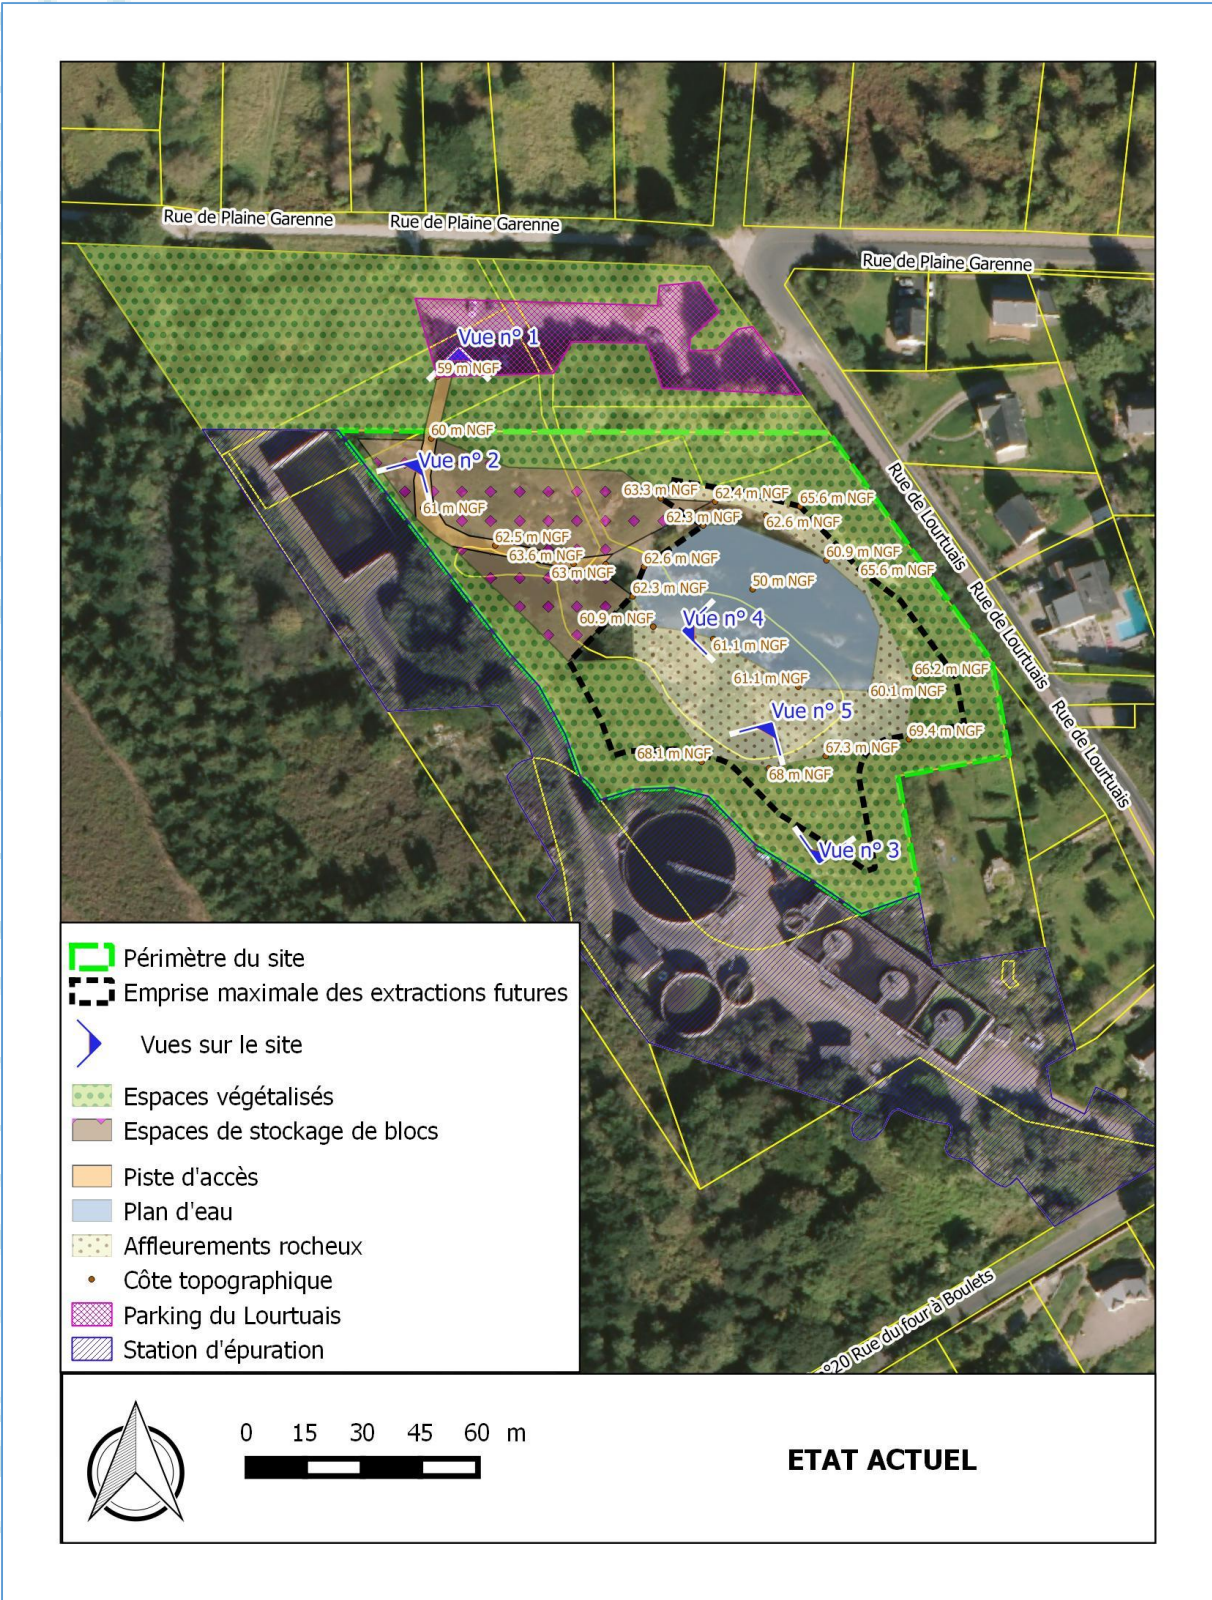 Rue de Plaine Garenne
Rue de Plaine Garenne
Rue de Plaine Garenne
Vue n° 1
59 m NGF
60 m NGF
Vue n° 2
61 m NGF
62.5 m NGF
63.6 m NGF
63 m NGF
63.3 m NGF
62.4 m NGF
65.6 m NGF
62.3 m NGF
62.6 m NGF
62.6 m NGF
60.9 m NGF
65.6 m NGF
62.3 m NGF
50 m NGF
60.9 m NGF
Vue n° 4
61.1 m NGF
61.1 m NGF
66.2 m NGF
60.1 m NGF
Vue n° 5
69.4 m NGF
68.1 m NGF
67.3 m NGF
68 m NGF
Vue n° 3
Rue de Lourtuais
Rue de Lourtuais
Rue de Lourtuais
n°20 Rue du four à Boulets
Périmètre du site
Emprise maximale des extractions futures
Vues sur le site
Espaces végétalisés
Espaces de stockage de blocs
Piste d'accès
Plan d'eau
Affleurements rocheux
Côte topographique
Parking du Lourtuais
Station d'épuration
0 15 30 45 60 m
ETAT ACTUEL